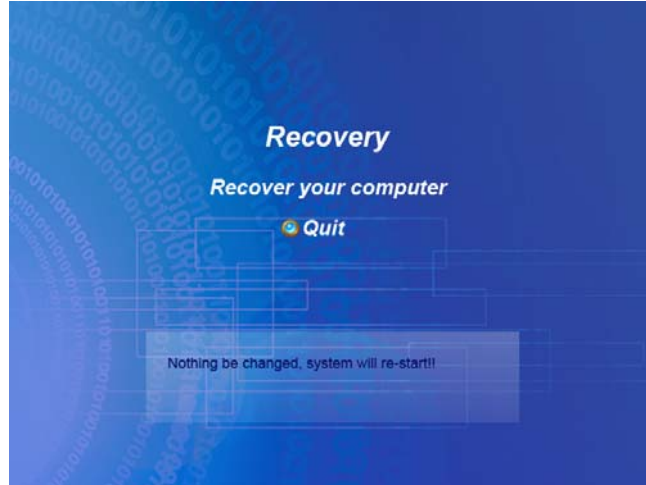 Recovery
Recover your computer
Quit
Nothing be changed, system will re-start!!